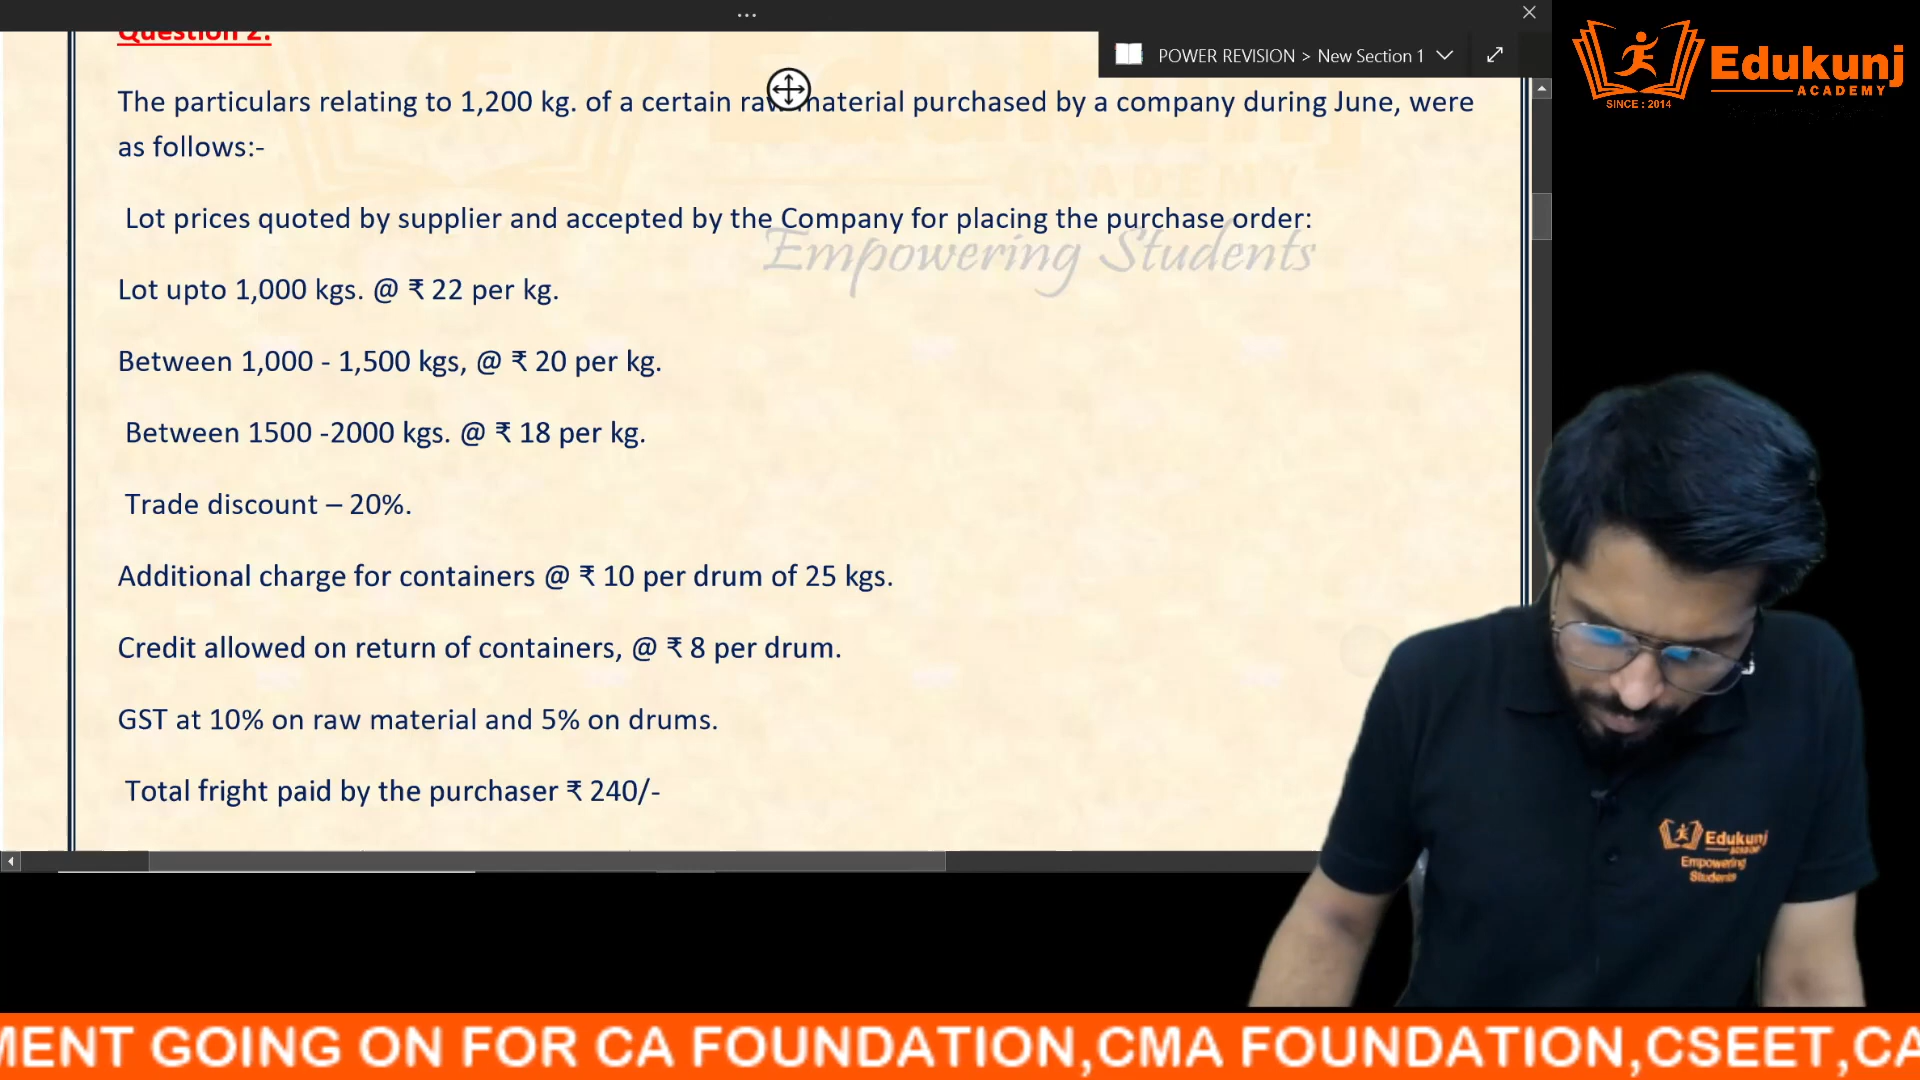 Question 2:
POWER REVISION > New Section 1
Edukunj
ACADEMY
SINCE : 2014
The particulars relating to 1,200 kg. of a certain raw material purchased by a company during June, were
as follows:-
Lot prices quoted by supplier and accepted by the Company for placing the purchase order:
Empowering Students
Lot upto 1,000 kgs. @ ₹ 22 per kg.
Between 1,000 - 1,500 kgs, @ ₹ 20 per kg.
Between 1500 -2000 kgs. @ ₹ 18 per kg.
Trade discount – 20%.
Additional charge for containers @ ₹ 10 per drum of 25 kgs.
Credit allowed on return of containers, @ ₹ 8 per drum.
GST at 10% on raw material and 5% on drums.
Total fright paid by the purchaser ₹ 240/-
Edukunj
Empowering
Students
MENT GOING ON FOR CA FOUNDATION,CMA FOUNDATION,CSEET,CA